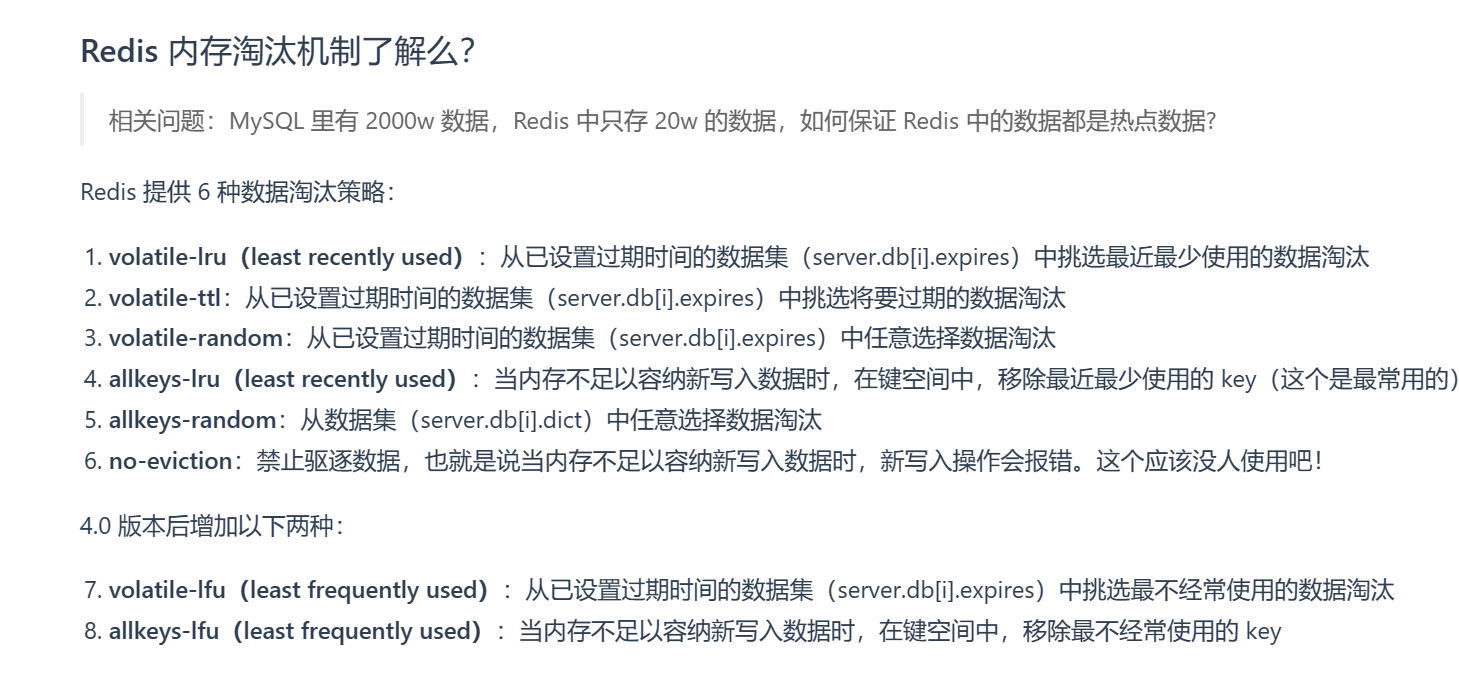 Redis 内存淘汰机制了解么？
相关问题：MySQL 里有 2000w 数据，Redis 中只存 20w 的数据，如何保证 Redis 中的数据都是热点数据?
Redis 提供 6 种数据淘汰策略：
1. volatile-lru（least recently used）：从已设置过期时间的数据集（server.db[i].expires）中挑选最近最少使用的数据淘汰
2. volatile-ttl：从已设置过期时间的数据集（server.db[i].expires）中挑选将要过期的数据淘汰
3. volatile-random：从已设置过期时间的数据集（server.db[i].expires）中任意选择数据淘汰
4. allkeys-lru（least recently used）：当内存不足以容纳新写入数据时，在键空间中，移除最近最少使用的 key（这个是最常用的）
5. allkeys-random：从数据集（server.db[i].dict）中任意选择数据淘汰
6. no-eviction：禁止驱逐数据，也就是说当内存不足以容纳新写入数据时，新写入操作会报错。这个应该没人使用吧！
4.0 版本后增加以下两种：
7. volatile-lfu（least frequently used）：从已设置过期时间的数据集（server.db[i].expires）中挑选最不经常使用的数据淘汰
8. allkeys-lfu（least frequently used）：当内存不足以容纳新写入数据时，在键空间中，移除最不经常使用的 key